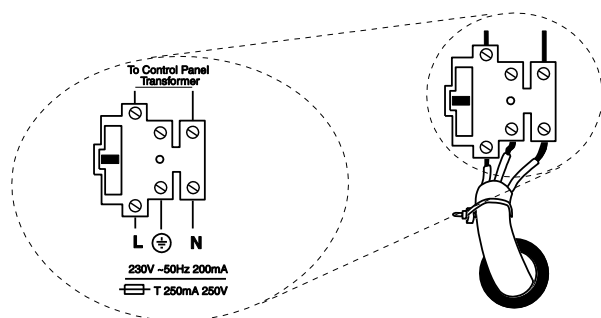 To Control Panel
Transformer
L N
230V ~50Hz 200mA
T 250mA 250V